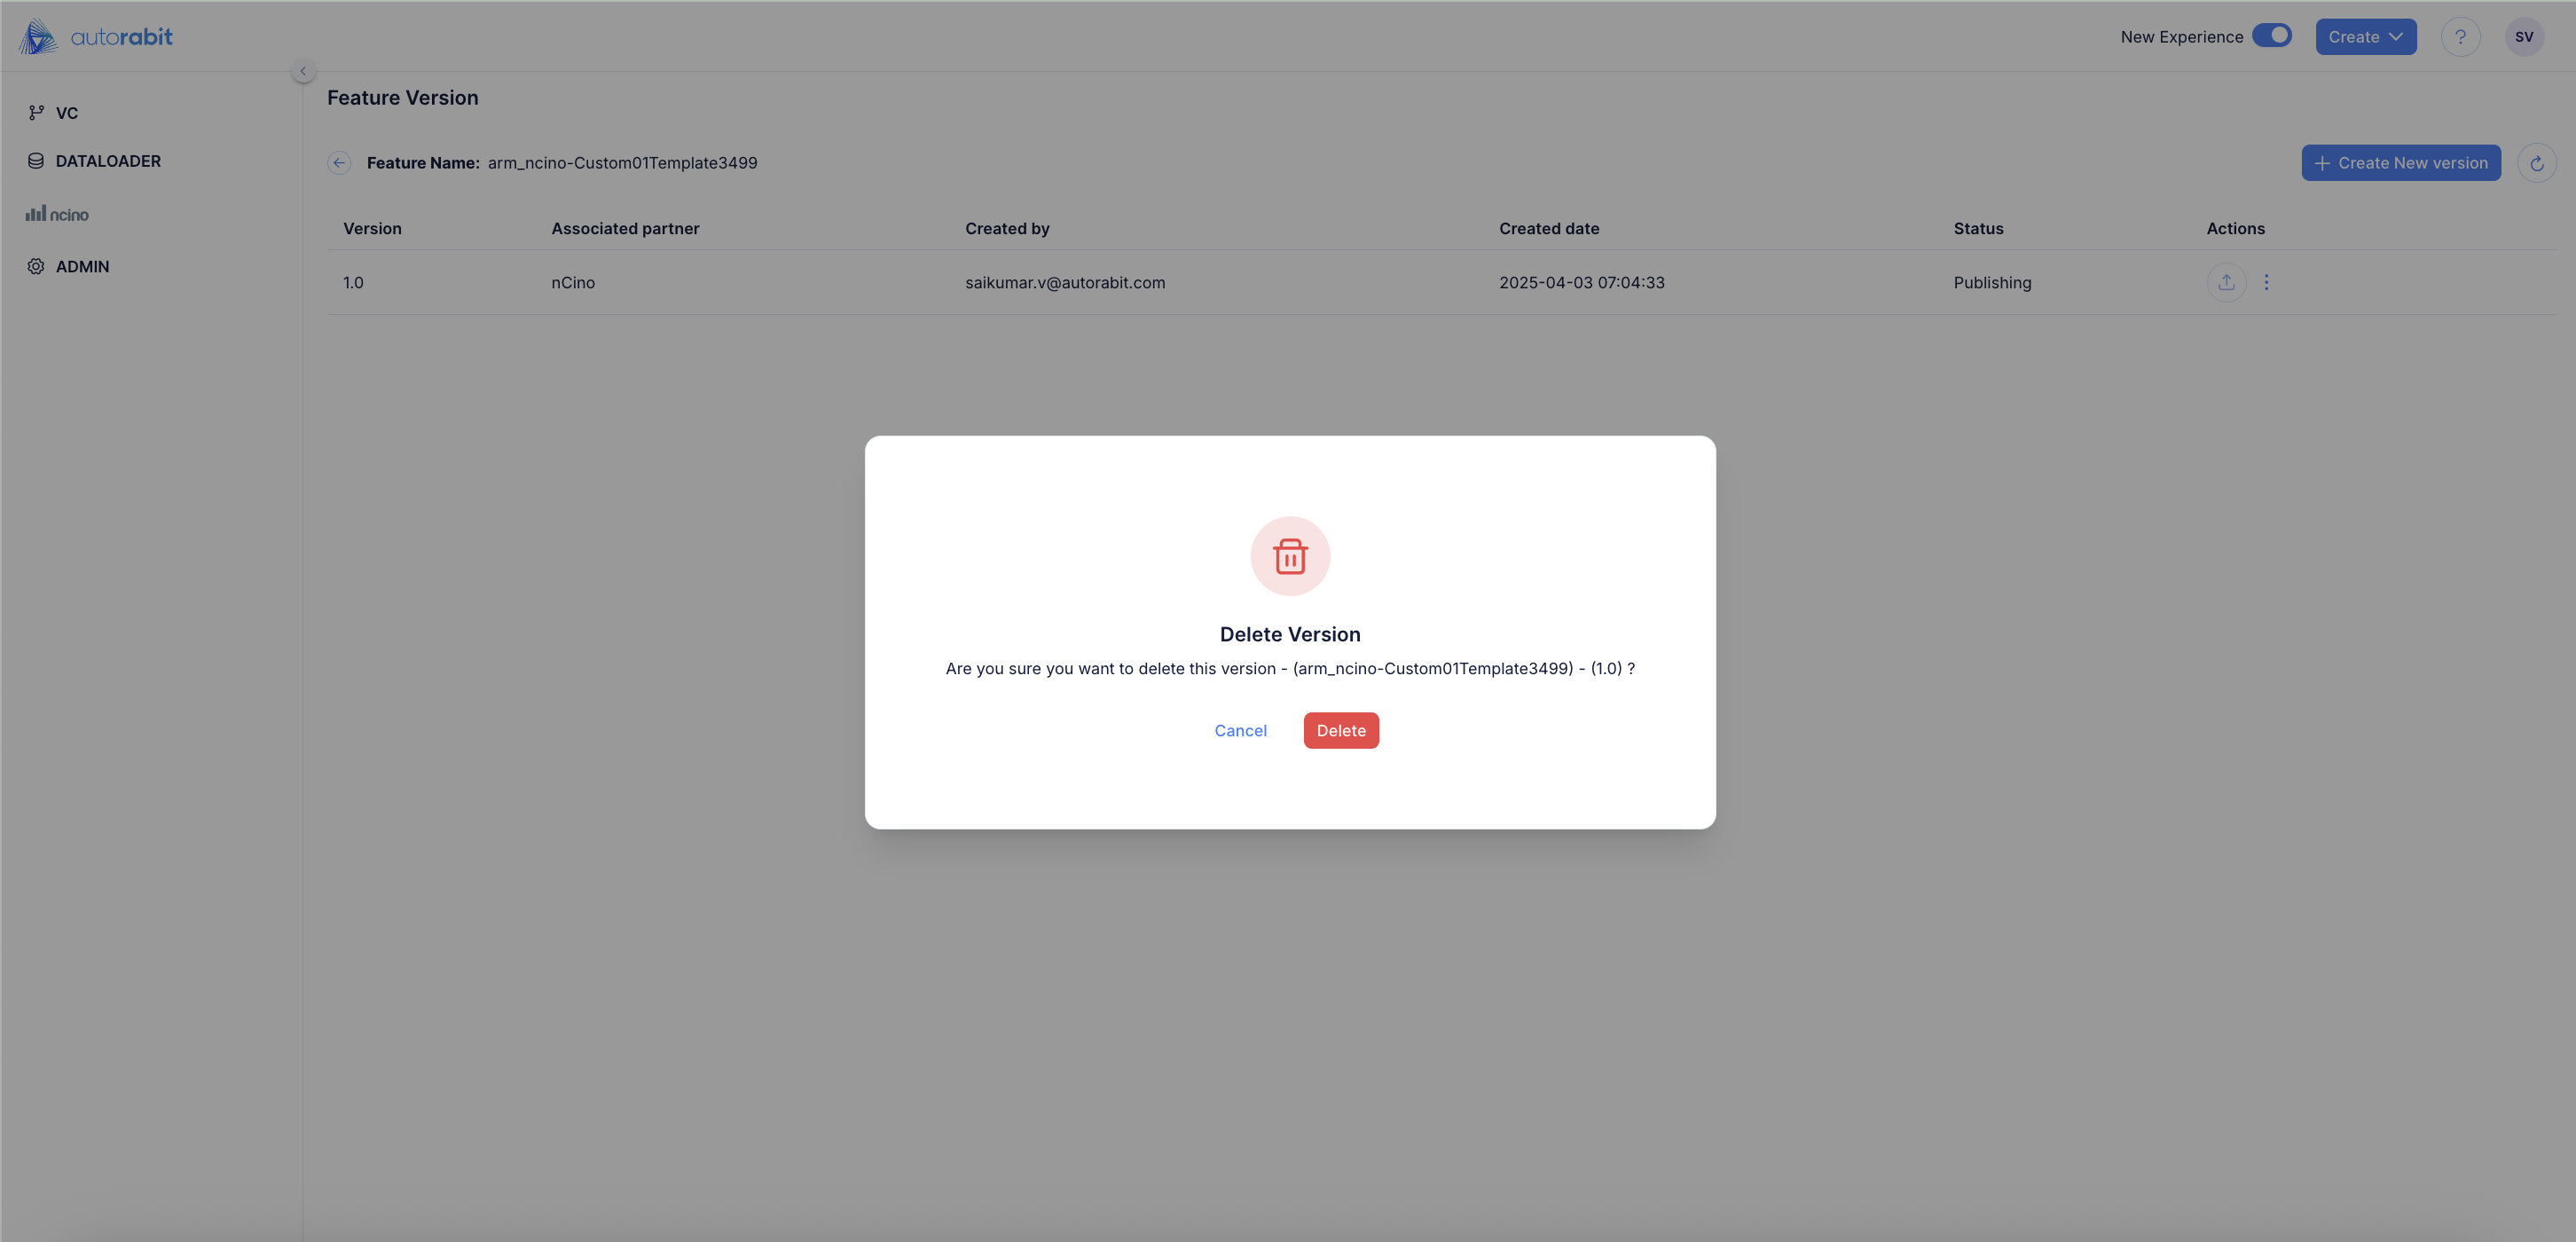 autorabit
New Experience
Create
?
SV
VC
DATALOADER
ncino
ADMIN
Feature Version
Feature Name: arm_ncino-Custom01Template3499
Create New version
Version Associated partner Created by Created date Status Actions
1.0 nCino saikumar.v@autorabit.com 2025-04-03 07:04:33 Publishing
Delete Version
Are you sure you want to delete this version - (arm_ncino-Custom01Template3499) - (1.0) ?
Cancel Delete